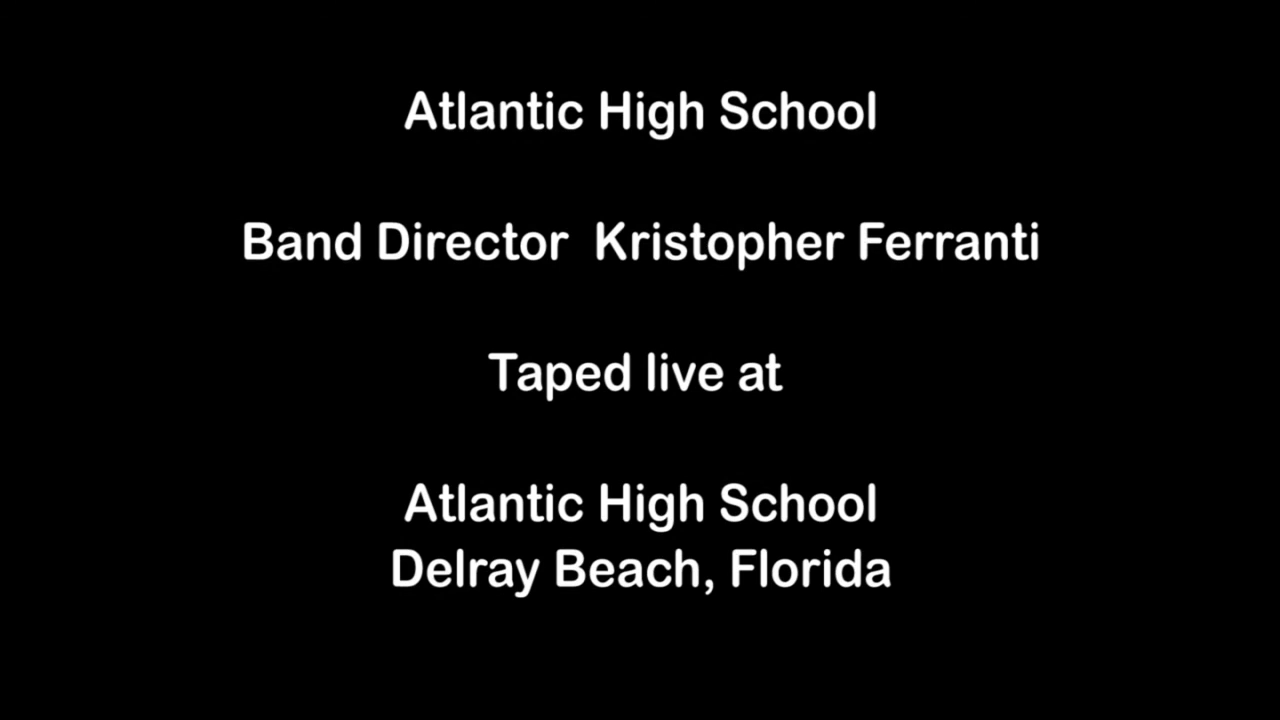 Atlantic High School
Band Director  Kristopher Ferranti
Taped live at
Atlantic High School
Delray Beach, Florida